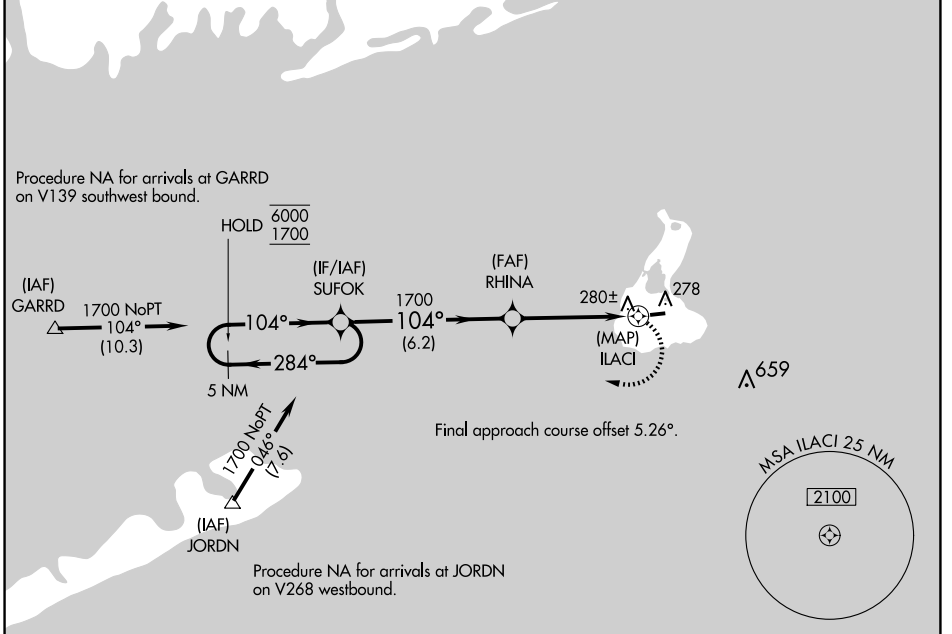 Procedure NA for arrivals at GARRD
on V139 southwest bound.
HOLD 6000
1700
(IAF)
GARRD
1700 NoPT
104°
(10.3)
(IF/IAF)
SUFOK
104°
284°
5 NM
1700
104°
(6.2)
(FAF)
RHINA
280±
278
(MAP)
ILACI
659
1700 NoPT
046°
(7.6)
(IAF)
JORDN
Final approach course offset 5.26°.
Procedure NA for arrivals at JORDN
on V268 westbound.
MSA ILACI 25 NM
2100